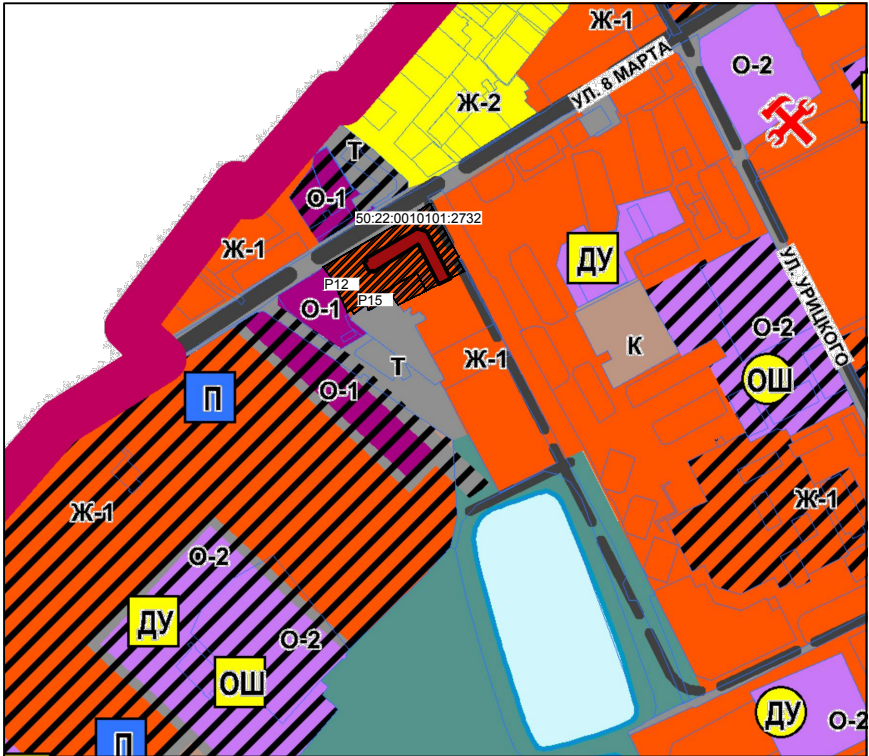 Ж-1
О-2
УЛ. 8 МАРТА
Ж-2
Т
О-1
50:22:0010101:2732
Ж-1
ДУ
УЛ. УРИЦКОГО
Р12
Р15
О-1
О-2
К
Т
Ж-1
ОШ
О-1
П
Ж-1
Ж-1
О-2
ДУ
О-2
ОШ
ДУ
О-2
П